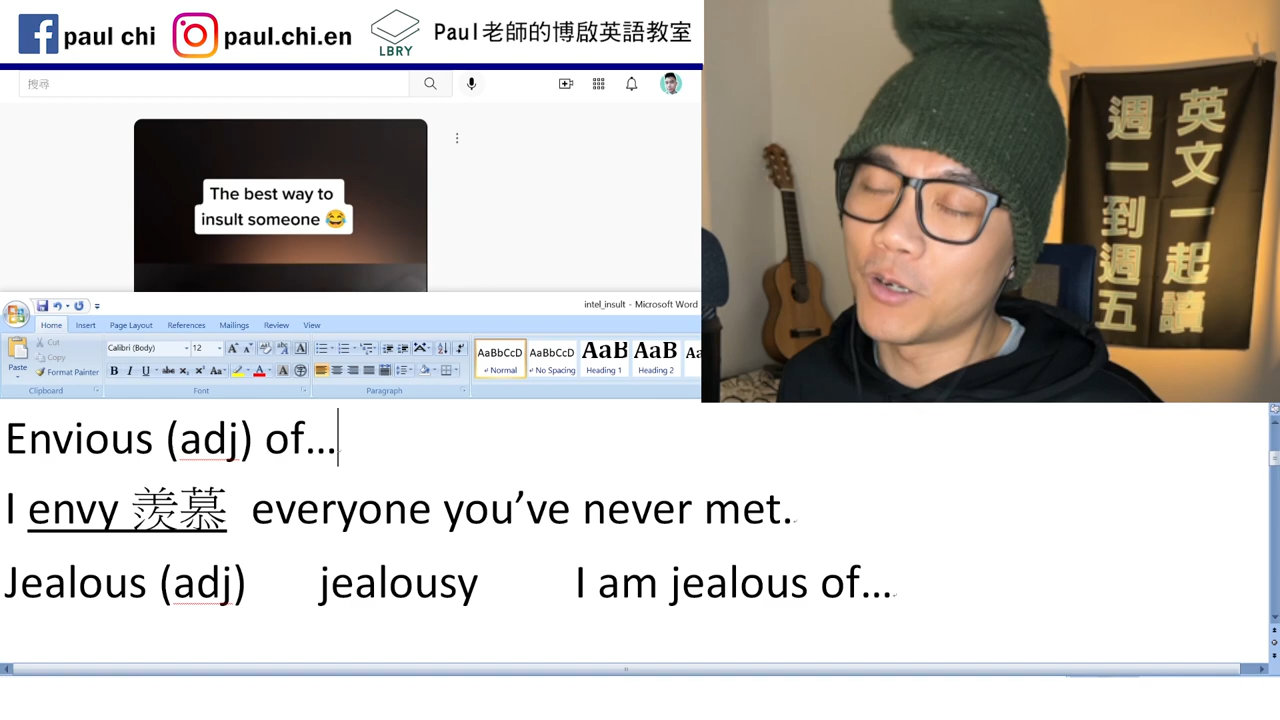 paul chi paul.chi.en LBRY Paul老師的博啟英語教室
搜尋
The best way to
insult someone 😂
英文一起讀
週一到週五
intel_insult - Microsoft Word
Home Insert Page Layout References Mailings Review View
Paste Cut Copy Format Painter
Calibri (Body) 12
AaBbCcD AaBbCcD AaBb AaBB Aa
Normal No Spacing Heading 1 Heading 2
Clipboard Font Paragraph
Envious (adj) of…
I envy 羨慕 everyone you’ve never met.
Jealous (adj) jealousy I am jealous of…